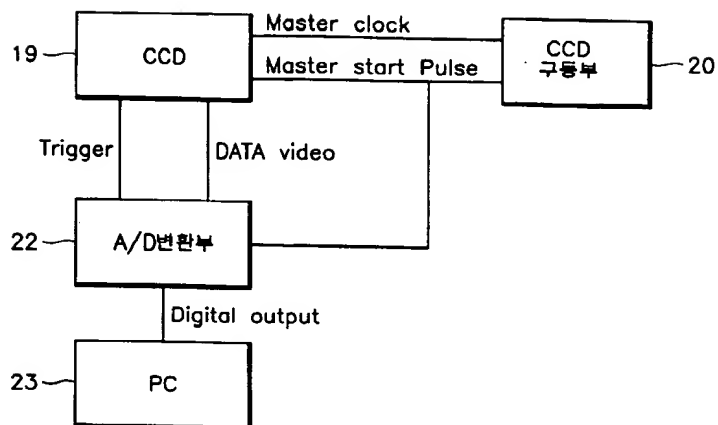 Master clock
19
CCD
CCD
구동부
20
Master start Pulse
Trigger
DATA video
22
A/D변환부
Digital output
23
PC